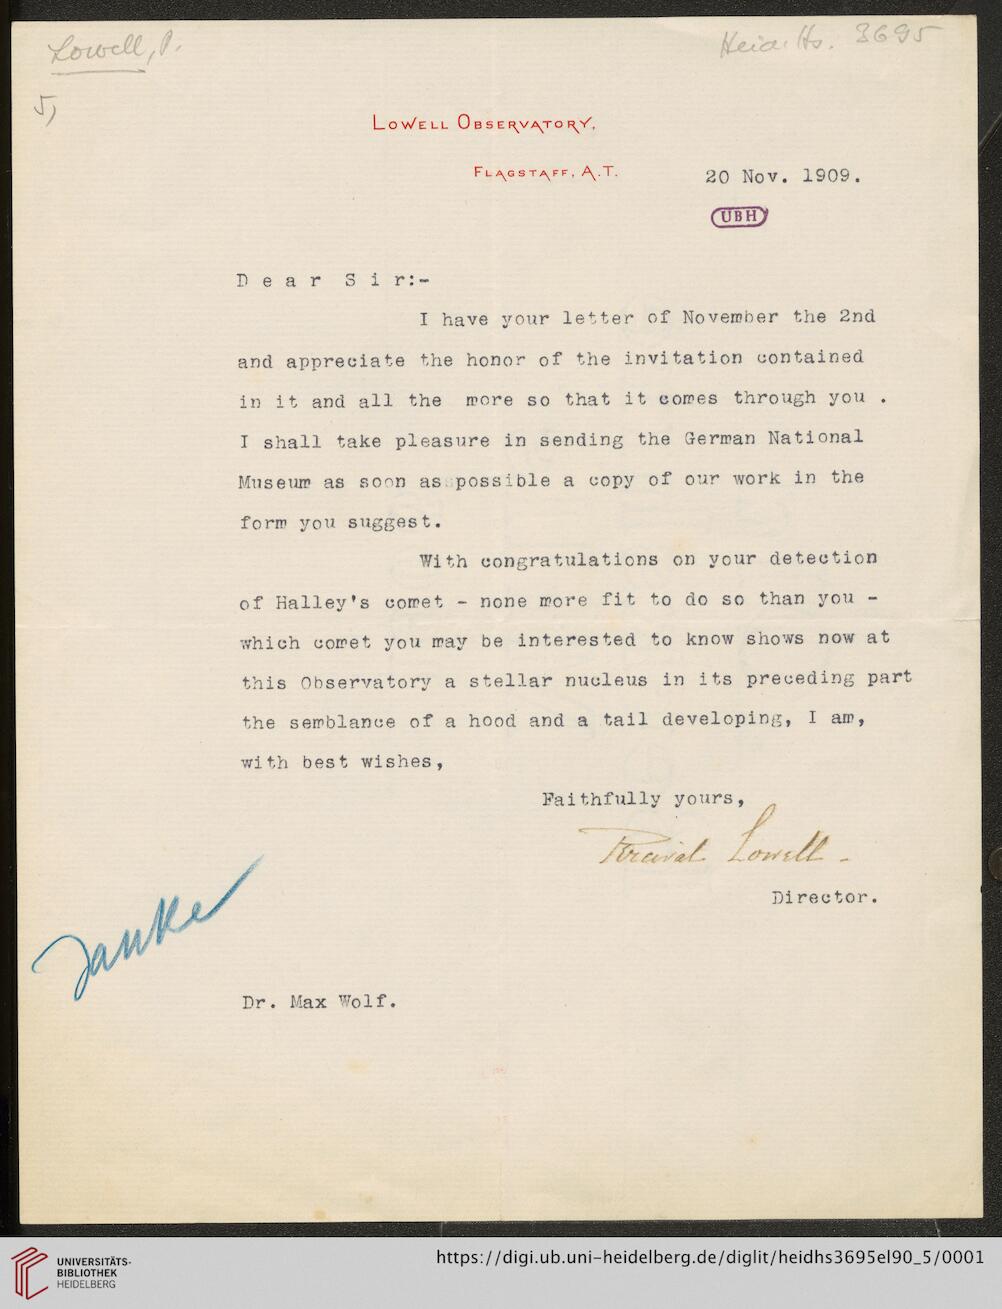 Lowell, P.
Heid. Hs. 3695
5)
LOWELL OBSERVATORY,
FLAGSTAFF, A.T.
20 Nov. 1909.
UBH
D e a r  S i r:-
I have your letter of November the 2nd
and appreciate the honor of the invitation contained
in it and all the  more so that it comes through you .
I shall take pleasure in sending the German National
Museum as soon as possible a copy of our work in the
form you suggest.
With congratulations on your detection
of Halley's comet - none more fit to do so than you -
which comet you may be interested to know shows now at
this Observatory a stellar nucleus in its preceding part
the semblance of a hood and a tail developing, I am,
with best wishes,
Faithfully yours,
Percival Lowell -
Director.
Danke
Dr. Max Wolf.
UNIVERSITÄTS-
BIBLIOTHEK
HEIDELBERG
https://digi.ub.uni-heidelberg.de/diglit/heidhs3695el90_5/0001